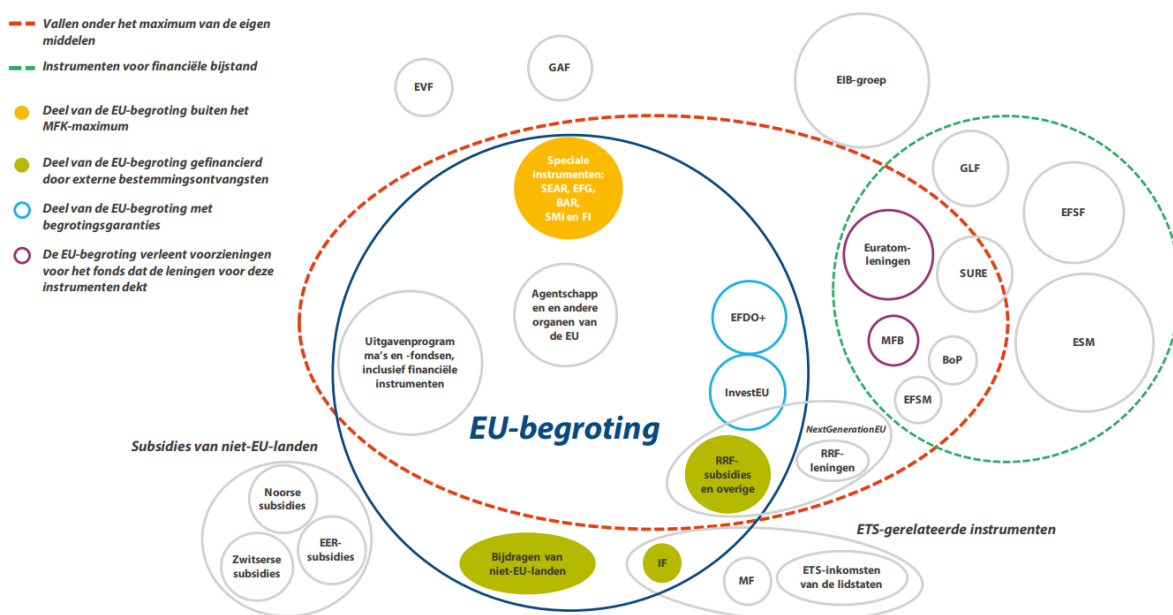 Vallen onder het maximum van de eigen
middelen
Instrumenten voor financiële bijstand
Deel van de EU-begroting buiten het
MFK-maximum
Deel van de EU-begroting gefinancierd
door externe bestemmingsontvangsten
Deel van de EU-begroting met
begrotingsgaranties
De EU-begroting verleent voorzieningen
voor het fonds dat de leningen voor deze
instrumenten dekt
EVF
GAF
EIB-groep
Speciale
instrumenten:
SEAR, EFG,
BAR,
SMI en FI
GLF
EFSF
Euratom-
leningen
SURE
Agentschapp
en en andere
organen van
de EU
EFDO+
MFB
BoP
ESM
Uitgavenprogram
ma's en -fondsen,
inclusief financiële
instrumenten
InvestEU
EFSM
EU-begroting
NextGenerationEU
RRF-
leningen
RRF-
subsidies
en overige
Subsidies van niet-EU-landen
Noorse
subsidies
EER-
subsidies
Zwitserse
subsidies
ETS-gerelateerde instrumenten
Bijdragen van
niet-EU-landen
IF
MF
ETS-inkomsten
van de lidstaten